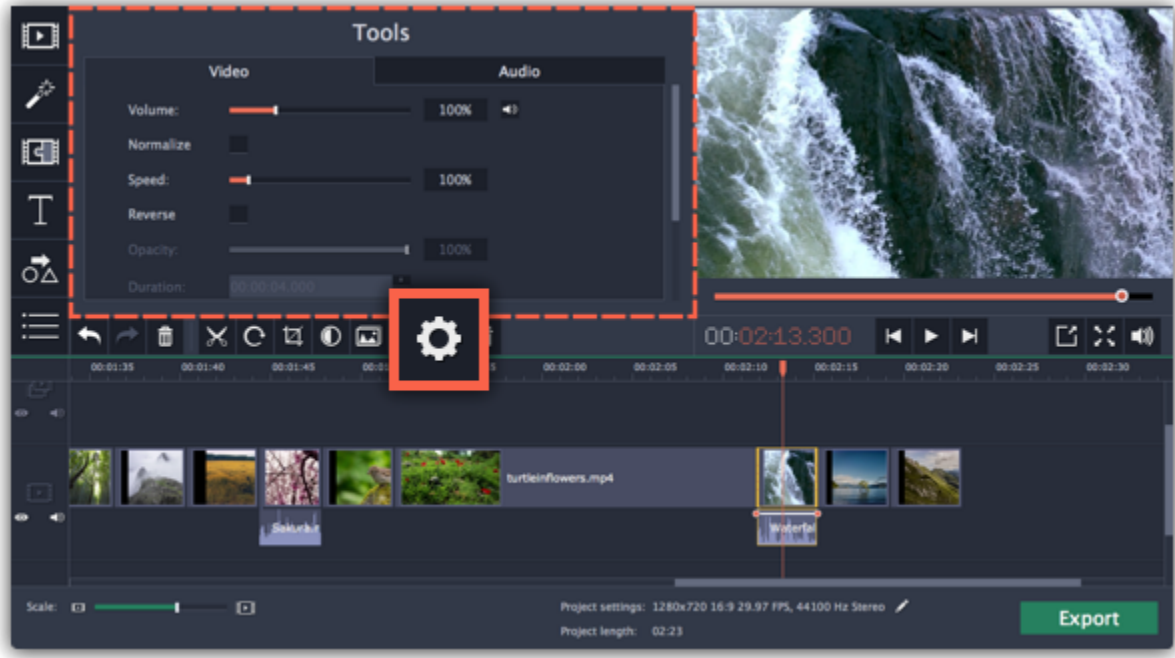 Tools
Video
Audio
Volume:
100%
Normalize
Speed:
100%
Reverse
Opacity:
100%
Duration:
00:00:04.000
T
00:02:13.300
00:01:35
00:01:40
00:01:45
00:02:00
00:02:05
00:02:10
00:02:15
00:02:20
00:02:25
00:02:30
turtleinflowers.mp4
Sakura.r
Waterfal
Scale:
Project settings: 1280x720 16:9 29.97 FPS, 44100 Hz Stereo
Export
Project length: 02:23